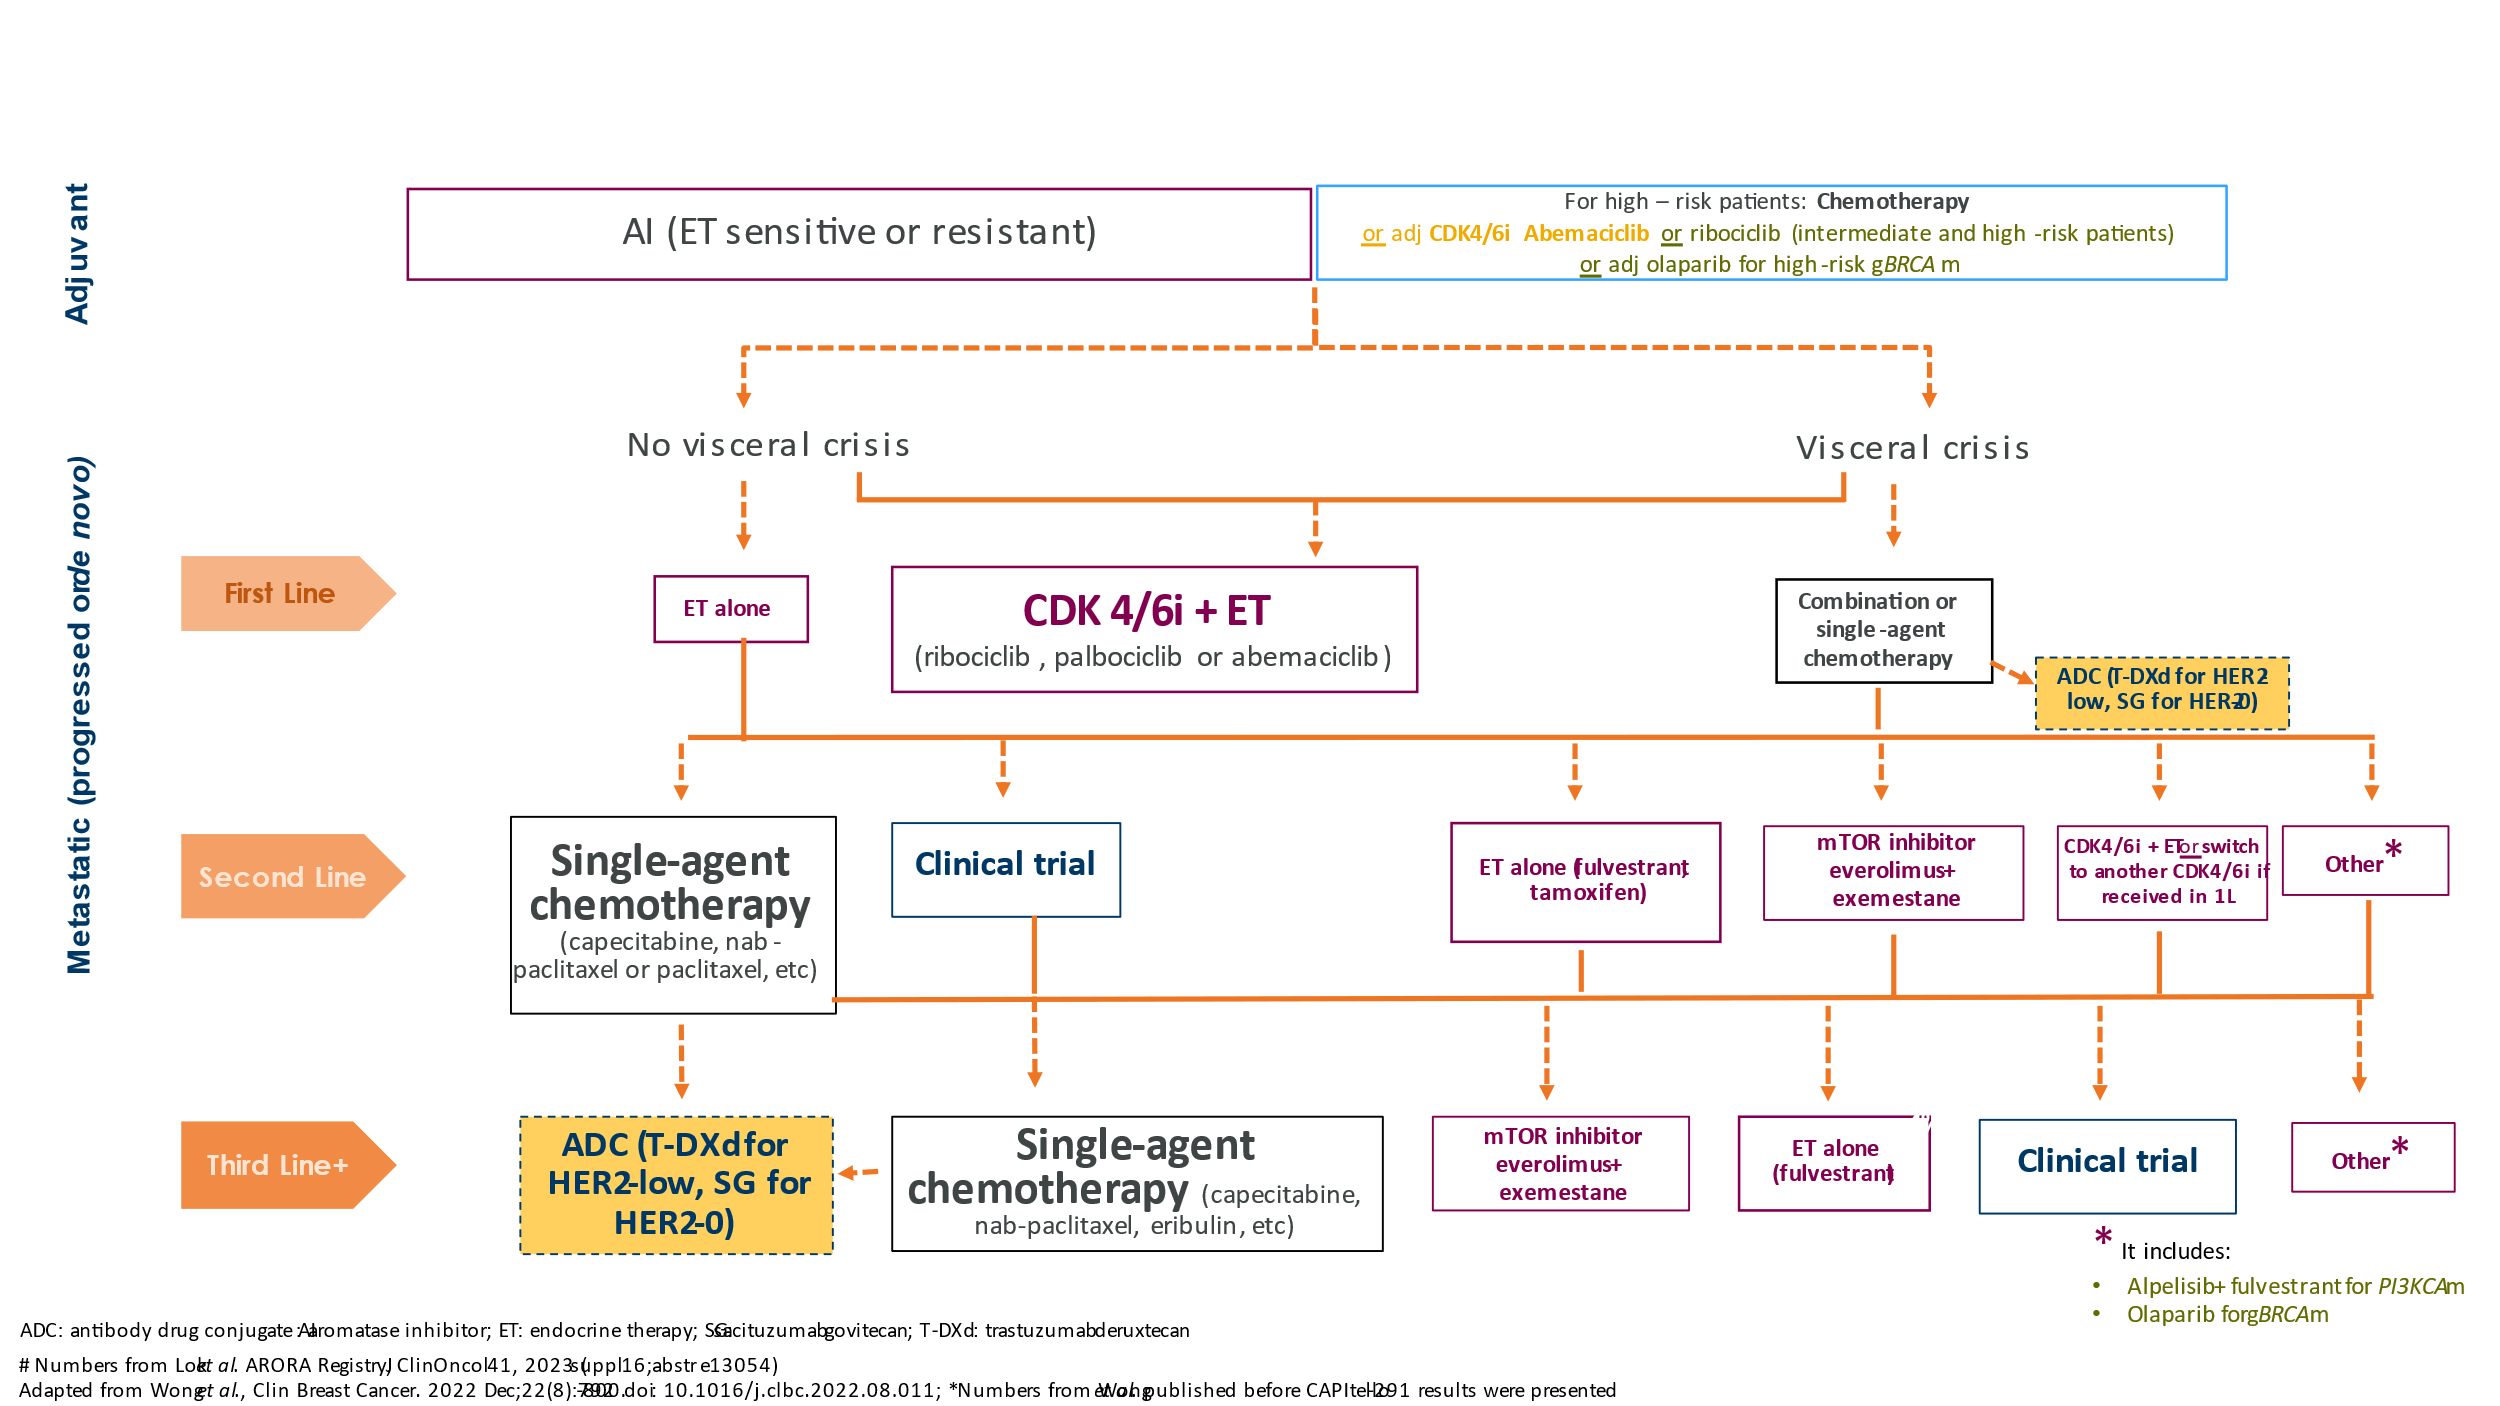 Adjuvant
AI (ET sensitive or resistant)
For high – risk patients: Chemotherapy
or adj CDK4/6i Abemaciclib or ribociclib (intermediate and high -risk patients)
or adj olaparib for high-risk gBRCA m
No visceral crisis
Visceral crisis
Metastatic (progressed or de novo)
First Line
ET alone
CDK 4/6i + ET
(ribociclib , palbociclib or abemaciclib)
Combination or
single-agent
chemotherapy
ADC (T-DXd for HER2-
low, SG for HER2-0)
Second Line
Single-agent
chemotherapy
(capecitabine, nab -
paclitaxel or paclitaxel, etc)
Clinical trial
ET alone (fulvestrant,
tamoxifen)
mTOR inhibitor
everolimus+
exemestane
CDK4/6i + ET or switch
to another CDK4/6i if
received in 1L
Other*
Third Line+
ADC (T-DXd for
HER2-low, SG for
HER2-0)
Single-agent
chemotherapy (capecitabine,
nab-paclitaxel, eribulin, etc)
mTOR inhibitor
everolimus+
exemestane
ET alone
(fulvestrant)
Clinical trial
Other*
* It includes:
• Alpelisib+ fulvestrant for PI3KCAm
• Olaparib for gBRCAm
ADC: antibody drug conjugate; AI: aromatase inhibitor; ET: endocrine therapy; SG: sacituzumab govitecan; T-DXd: trastuzumab deruxtecan
# Numbers from Lok et al. ARORA Registry, J Clin Oncol 41, 2023 (suppl 16; abstr e13054)
Adapted from Wong et al., Clin Breast Cancer. 2022 Dec;22(8):792-800. doi: 10.1016/j.clbc.2022.08.011; *Numbers from Wong et al. published before CAPItello-291 results were presented